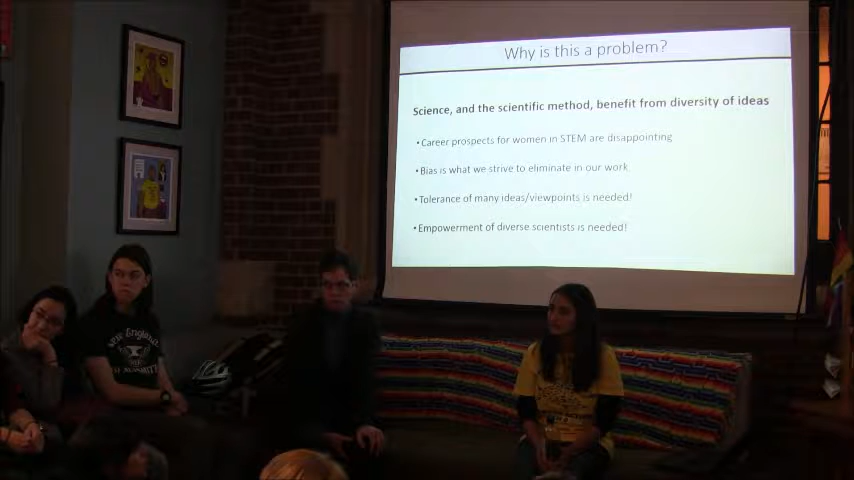 Why is this a problem?
Science, and the scientific method, benefit from diversity of ideas
• Career prospects for women in STEM are disappointing
• Bias is what we strive to eliminate in our work
• Tolerance of many ideas/viewpoints is needed!
• Empowerment of diverse scientists is needed!
New England